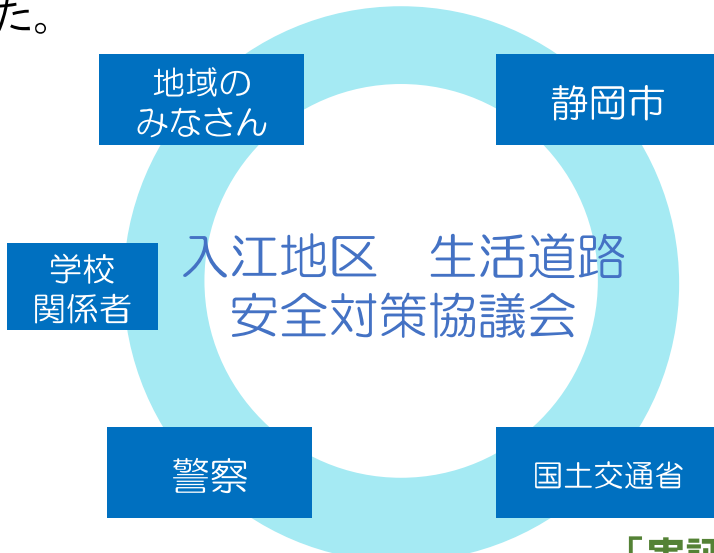 た。
地域の
みなさん
静岡市
入江地区　生活道路
安全対策協議会
学校
関係者
警察
国土交通省